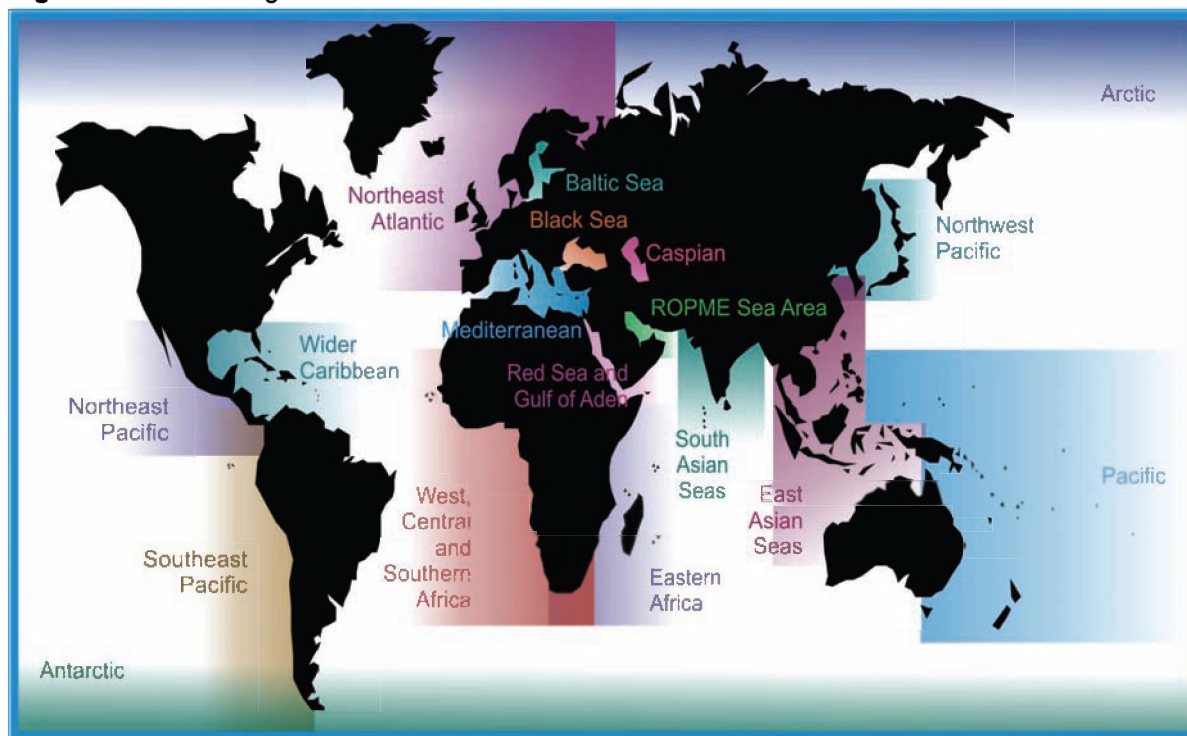 Arctic
Northeast
Atlantic
Baltic Sea
Black Sea
Caspian
Northwest
Pacific
ROPME Sea Area
Mediterranean
Wider
Caribbean
Red Sea and
Gulf of Aden
Northeast
Pacific
South
Asian
Seas
Pacific
West,
Central
and
Southern
Africa
East
Asian
Seas
Southeast
Pacific
Eastern
Africa
Antarctic